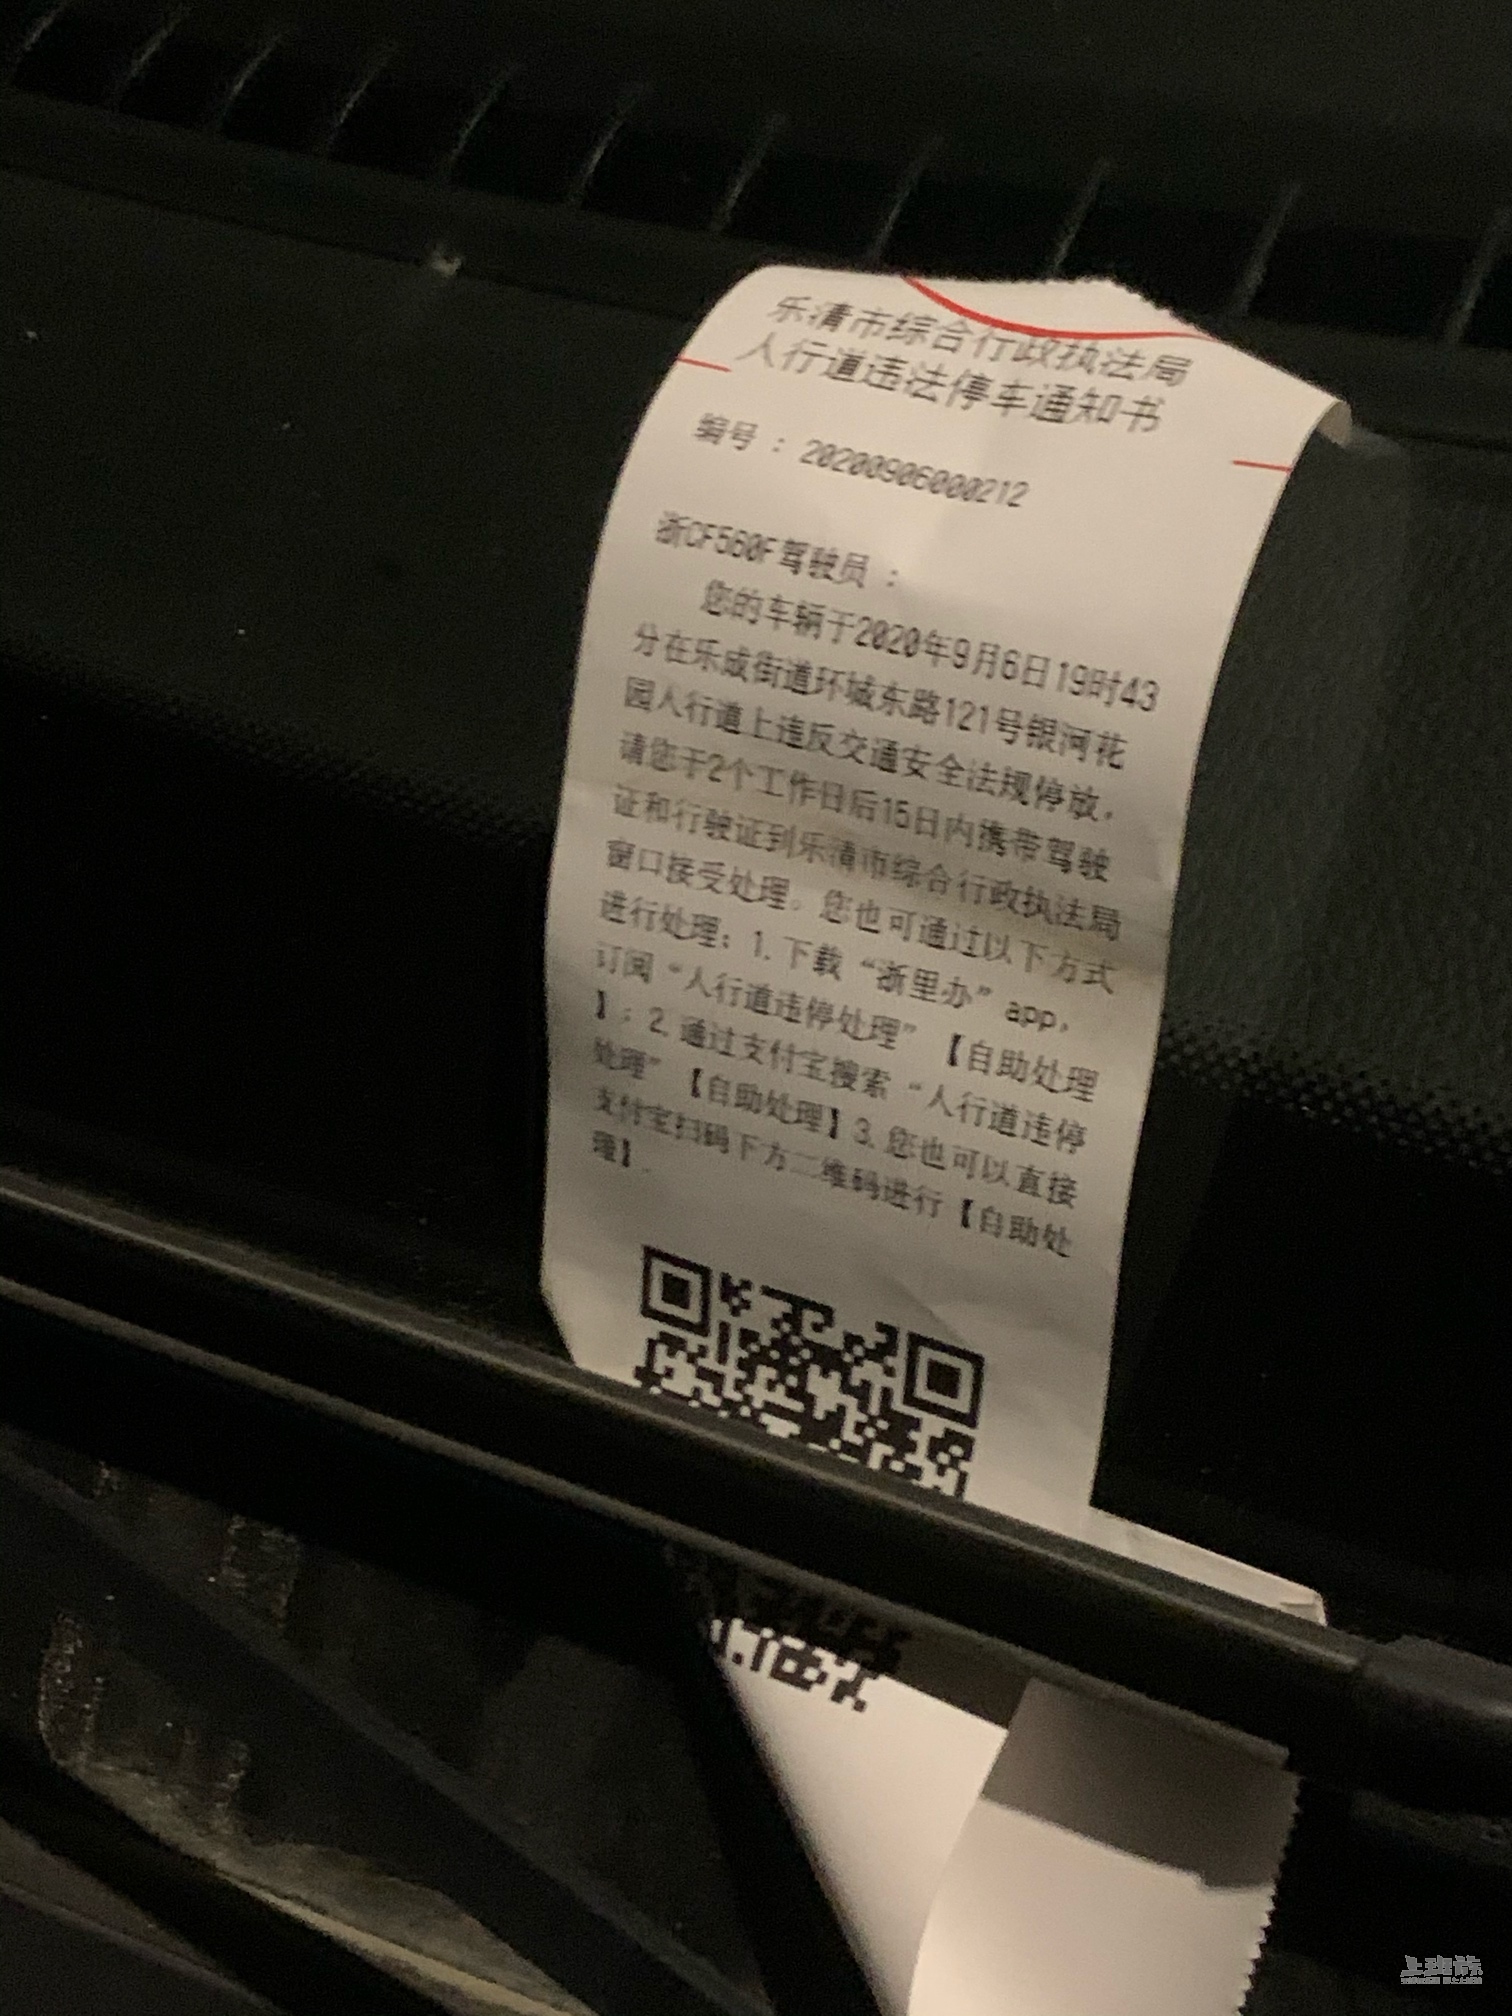 乐清市综合行政执法局
人行道违法停车通知书
编号：20200906000212
浙CF560F驾驶员：
您的车辆于2020年9月6日19时43
分在乐成街道环城东路121号银河花
园人行道上违反交通安全法规停放，
请您于2个工作日后15日内携带驾驶
证和行驶证到乐清市综合行政执法局
窗口接受处理。您也可通过以下方式
进行处理：1.下载“浙里办”app，
订阅“人行道违停处理”【自助处理
】；2.通过支付宝搜索“人行道违停
处理”【自助处理】3.您也可以直接
支付宝扫码下方二维码进行【自助处
理】.
上班族